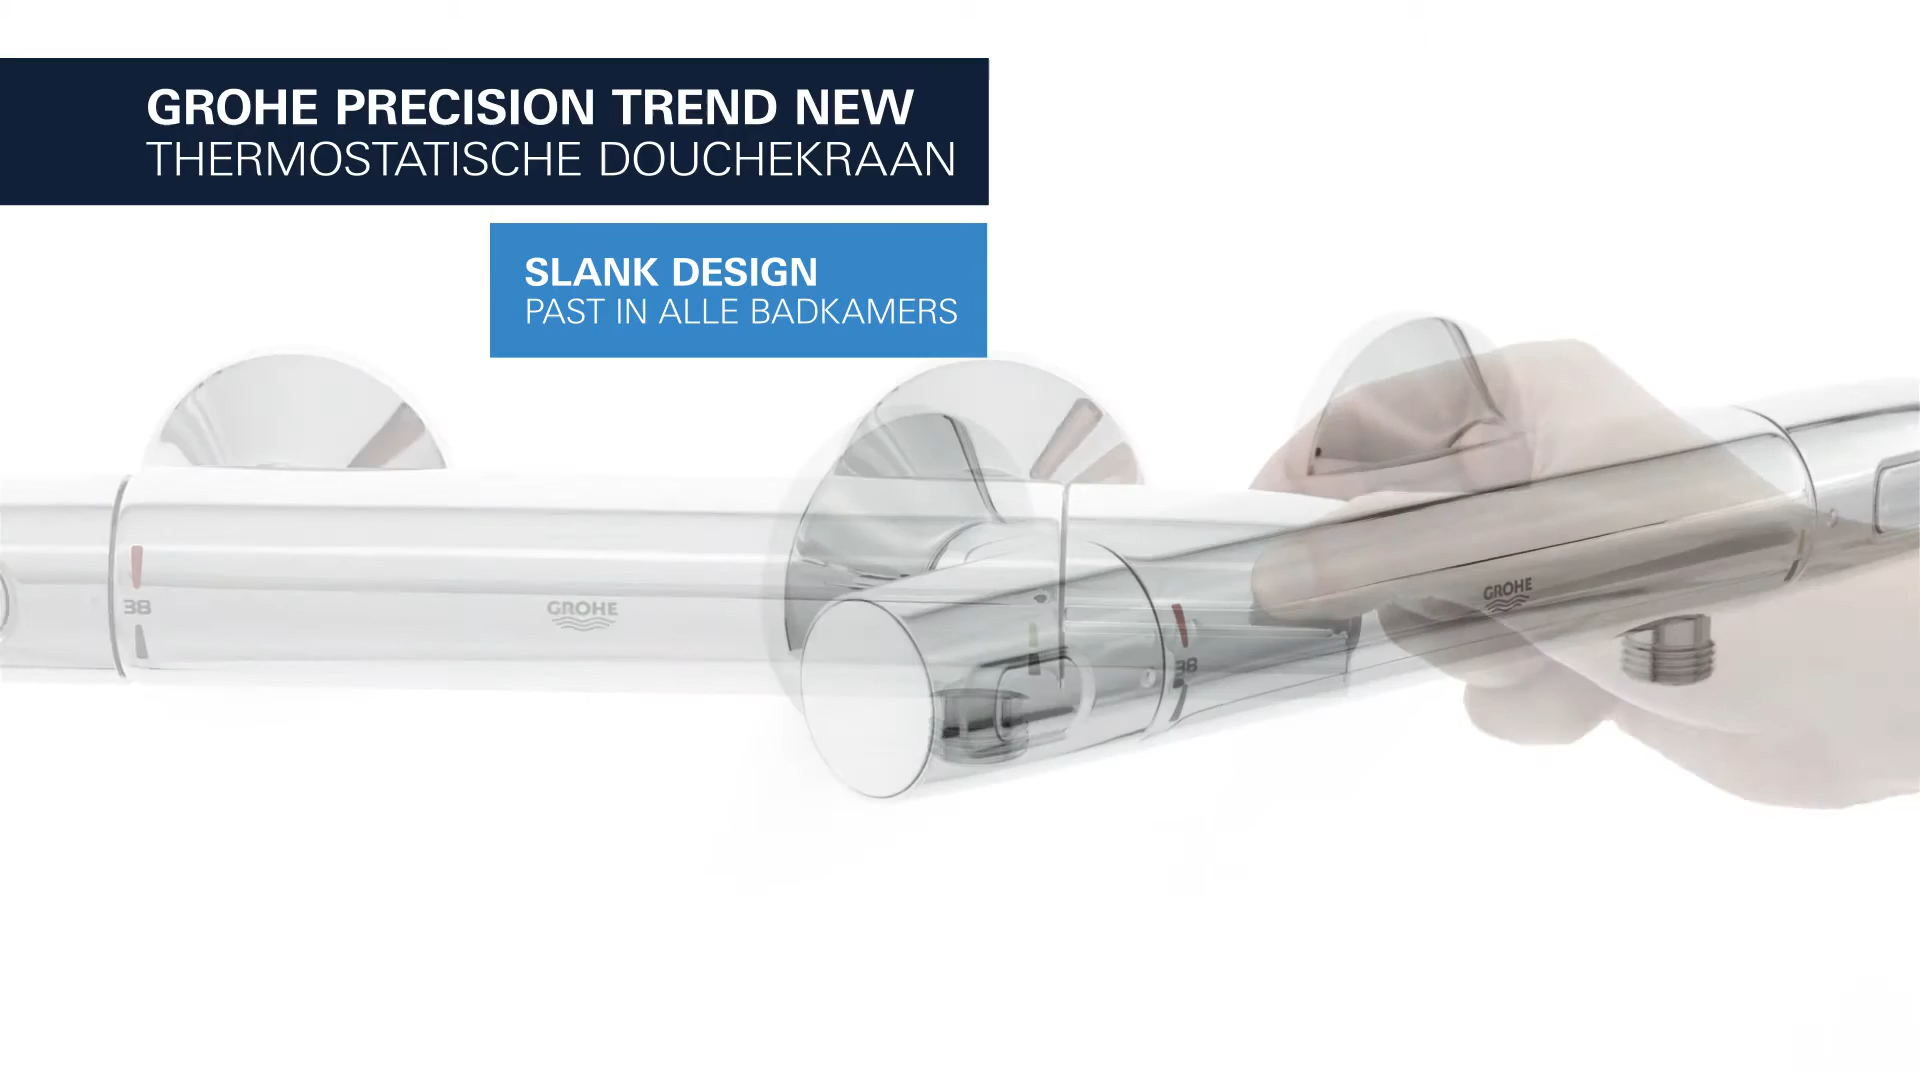 GROHE PRECISION TREND NEW
THERMOSTATISCHE DOUCHEKRAAN
SLANK DESIGN
PAST IN ALLE BADKAMERS
38
GROHE
GROHE
38